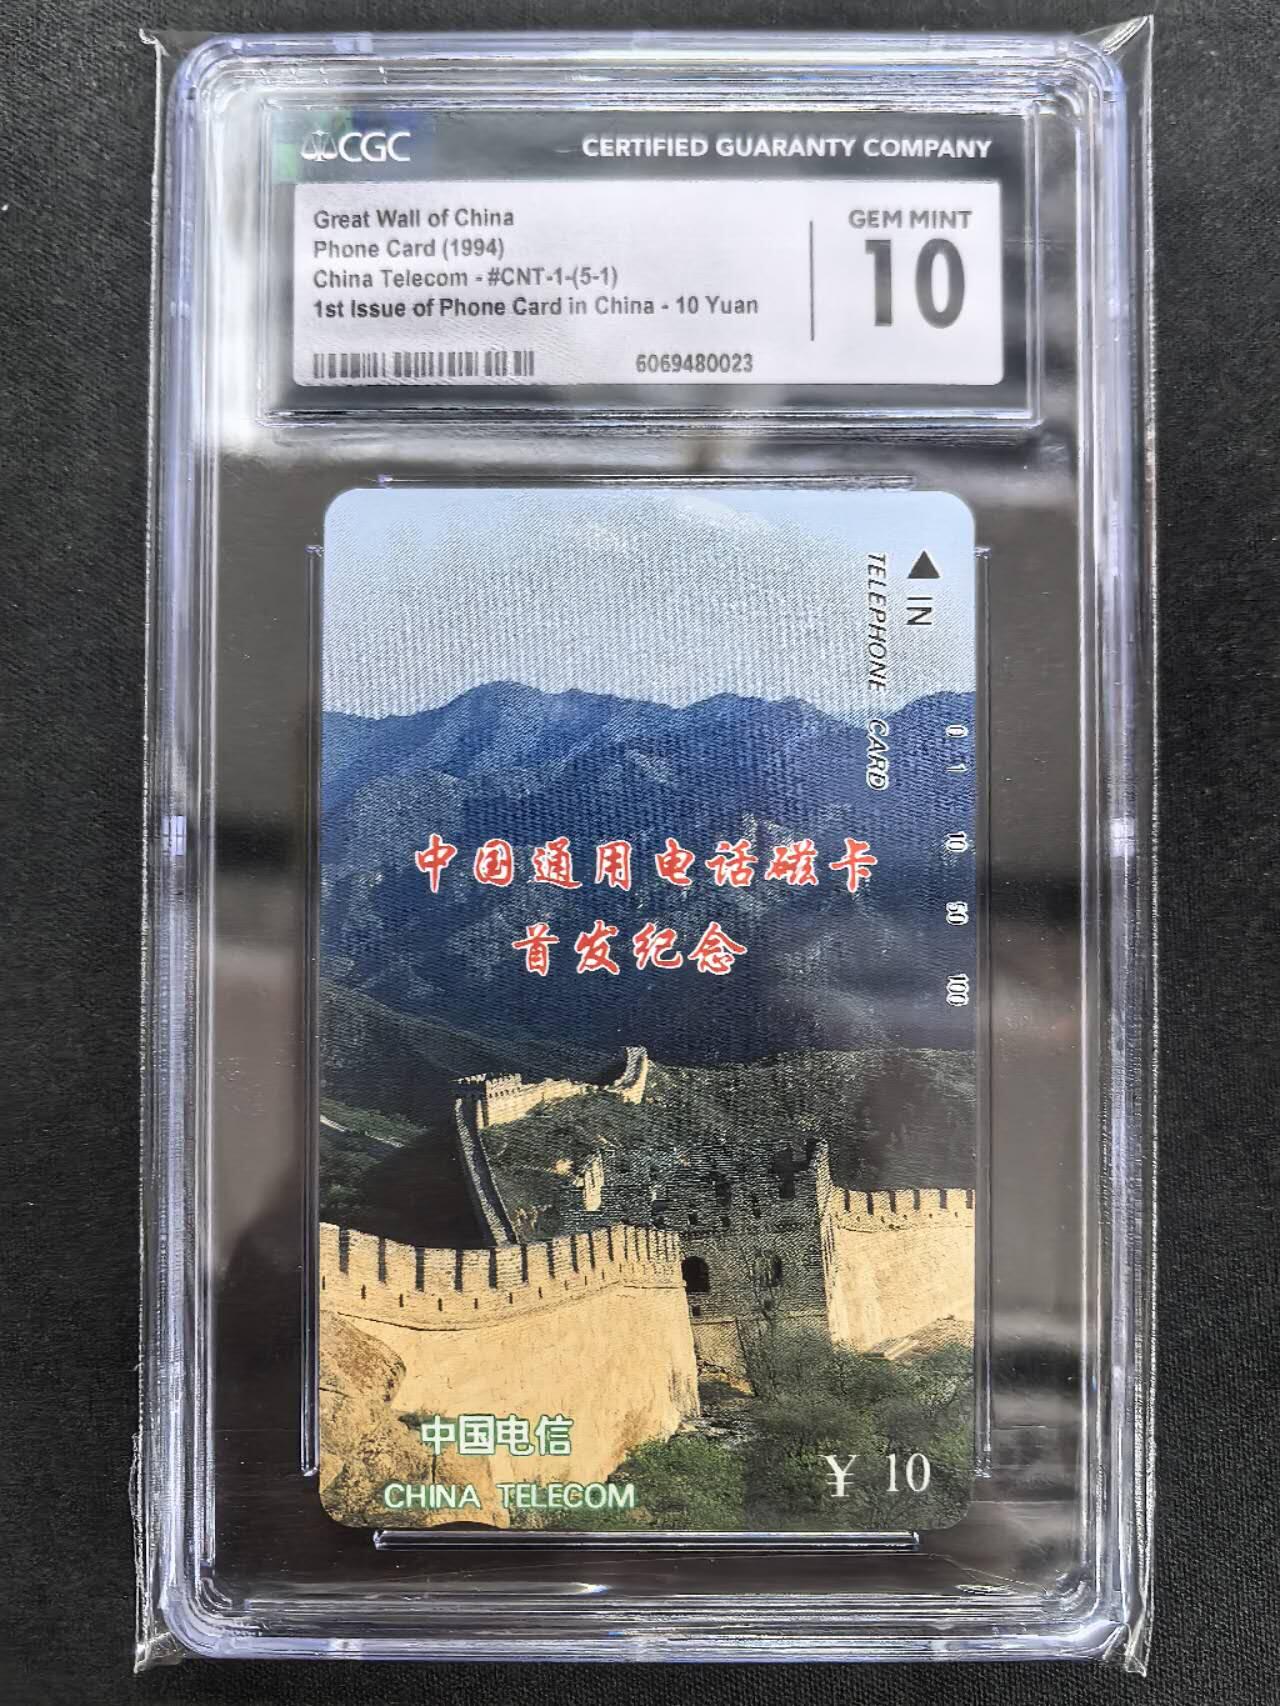 CGC
CERTIFIED GUARANTY COMPANY
Great Wall of China
Phone Card (1994)
China Telecom - #CNT-1-(5-1)
1st Issue of Phone Card in China - 10 Yuan
GEM MINT
10
6069480023
IN
TELEPHONE CARD
0
1
10
50
100
中国通用电话磁卡
首发纪念
中国电信
CHINA TELECOM
¥ 10